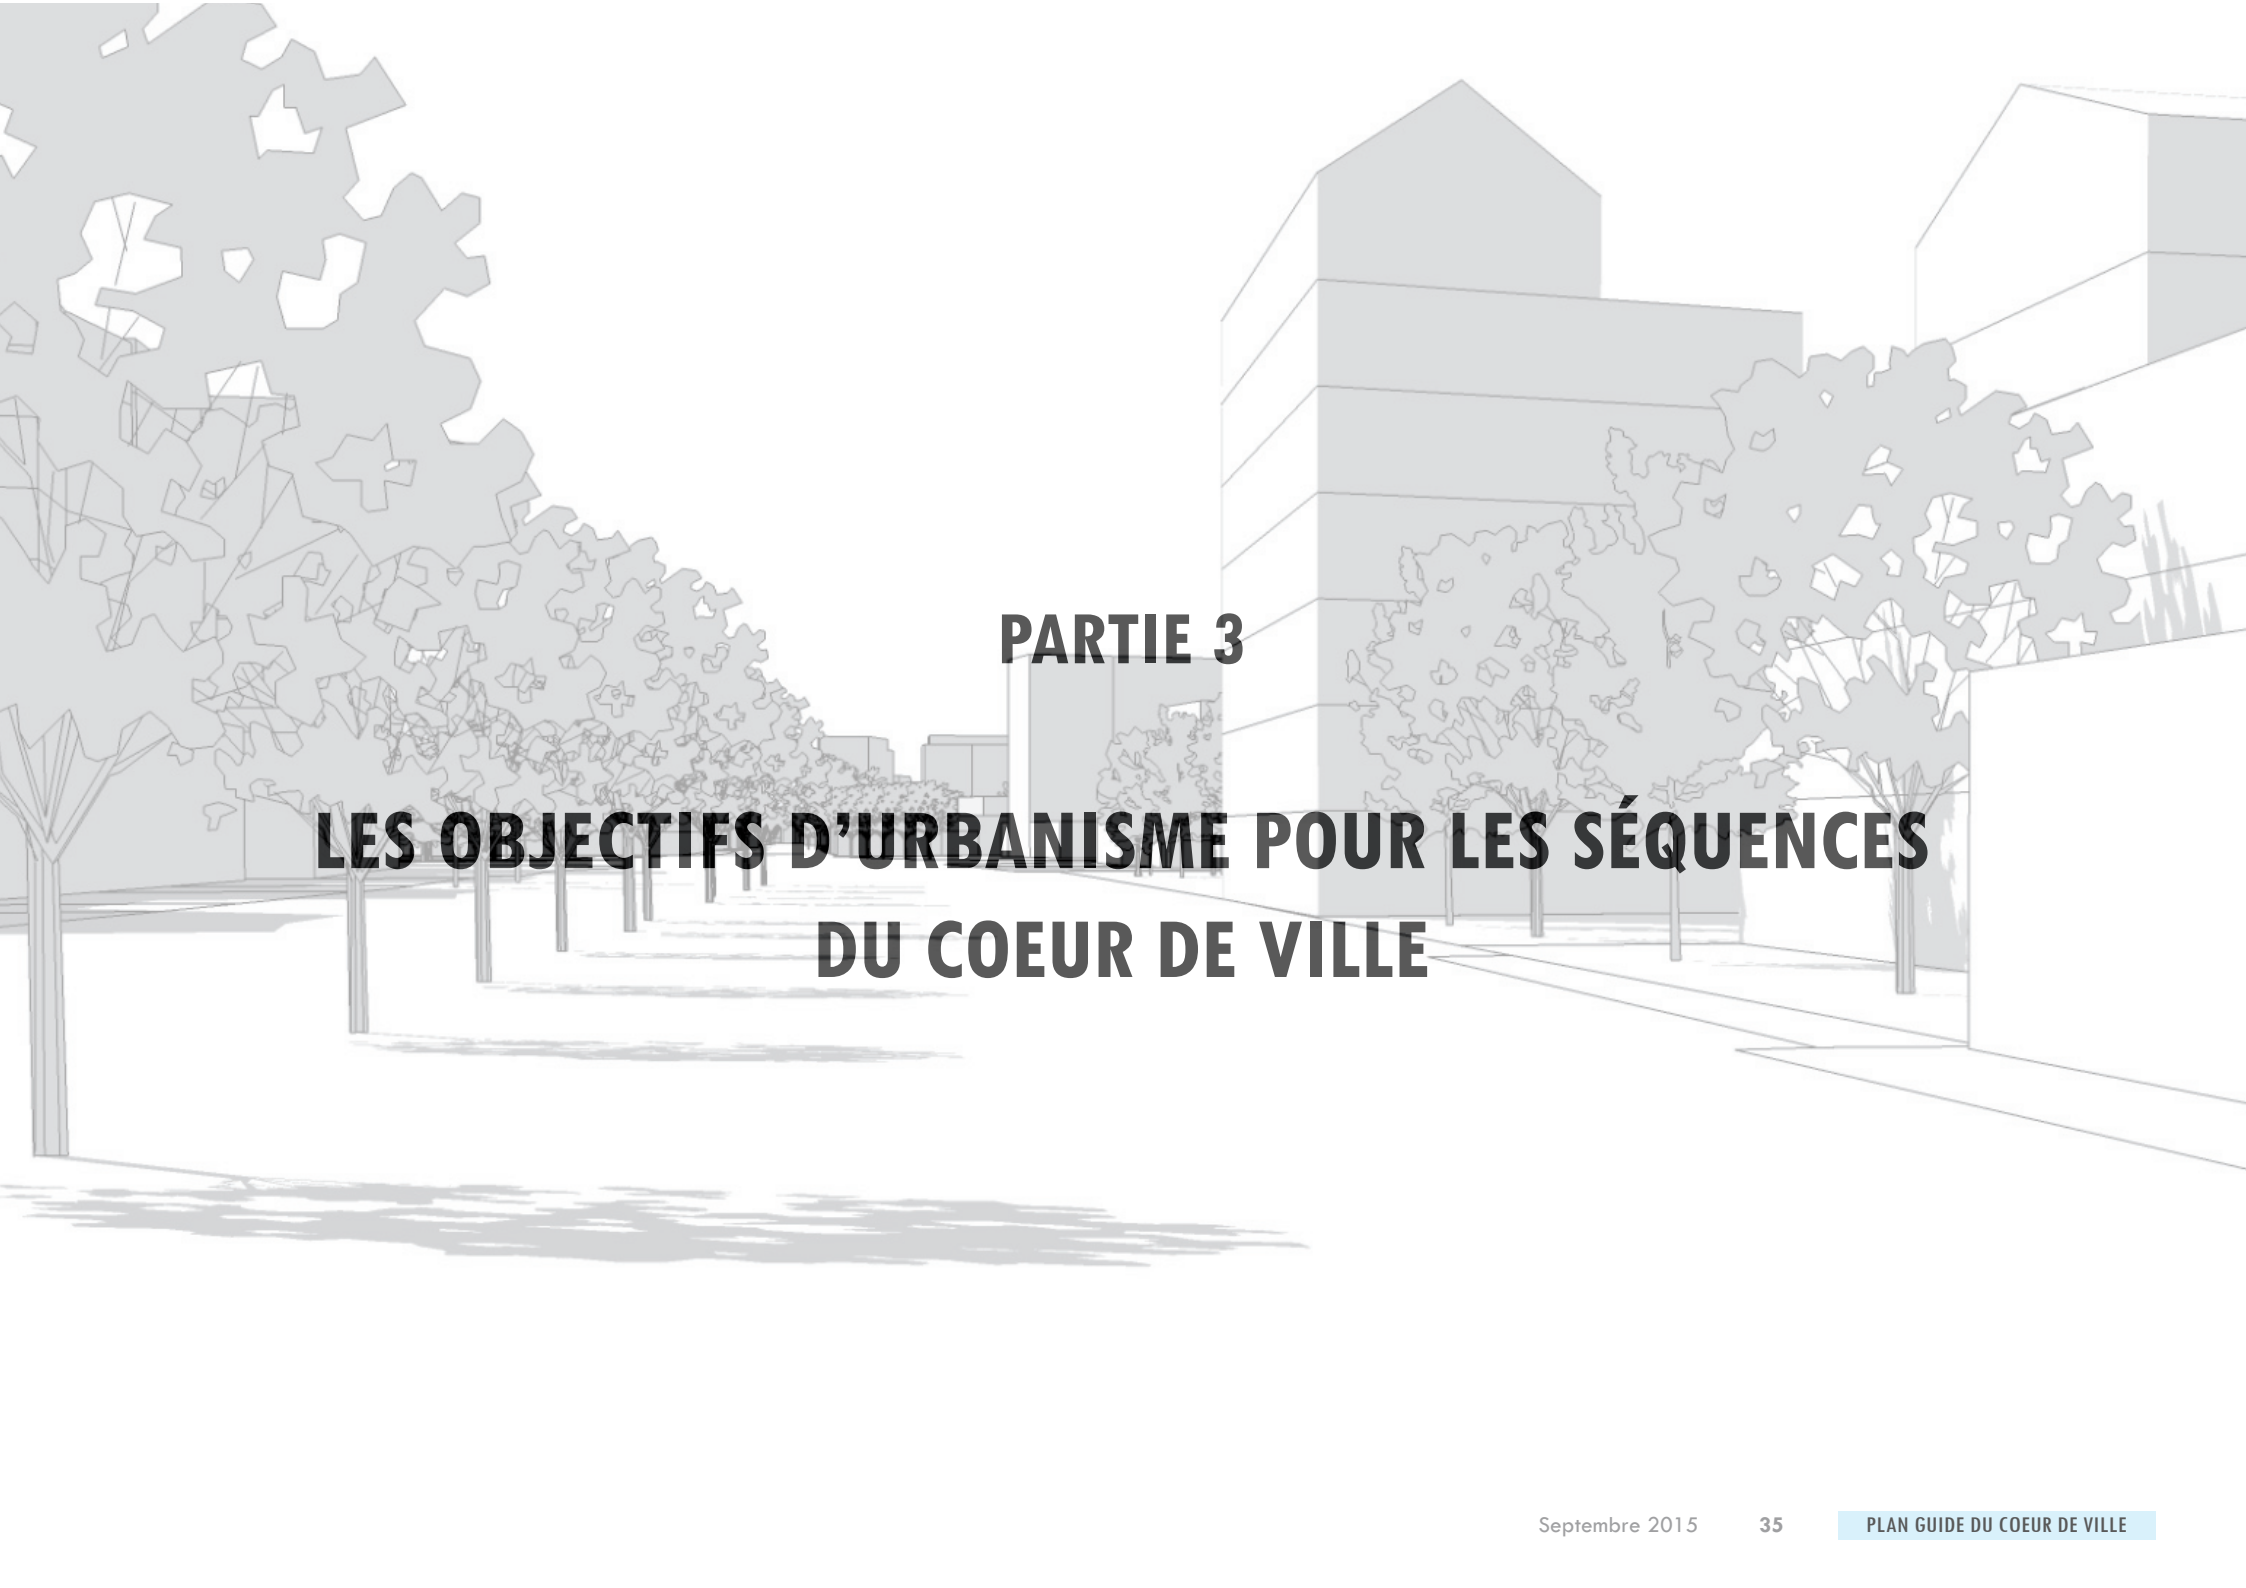 PARTIE 3
LES OBJECTIFS D’URBANISME POUR LES SÉQUENCES
DU COEUR DE VILLE
Septembre 2015 35 PLAN GUIDE DU COEUR DE VILLE